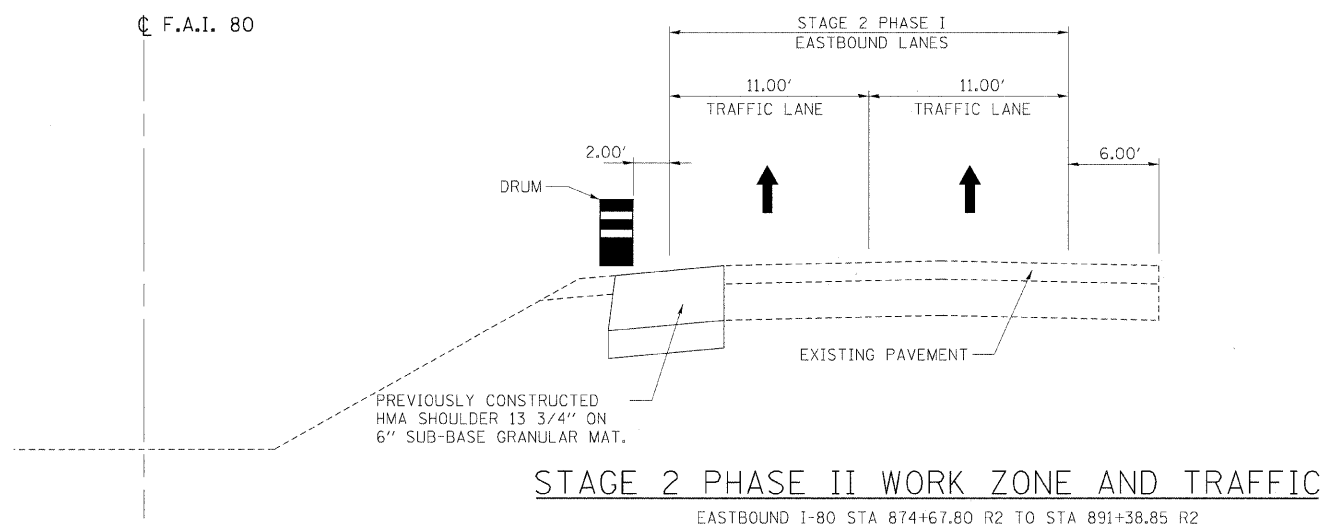 ℄ F.A.I. 80
STAGE 2 PHASE I
EASTBOUND LANES
11.00' 11.00'
TRAFFIC LANE TRAFFIC LANE
2.00' 6.00'
DRUM
EXISTING PAVEMENT
PREVIOUSLY CONSTRUCTED
HMA SHOULDER 13 3/4" ON
6" SUB-BASE GRANULAR MAT.
STAGE 2 PHASE II WORK ZONE AND TRAFFIC
EASTBOUND I-80 STA 874+67.80 R2 TO STA 891+38.85 R2